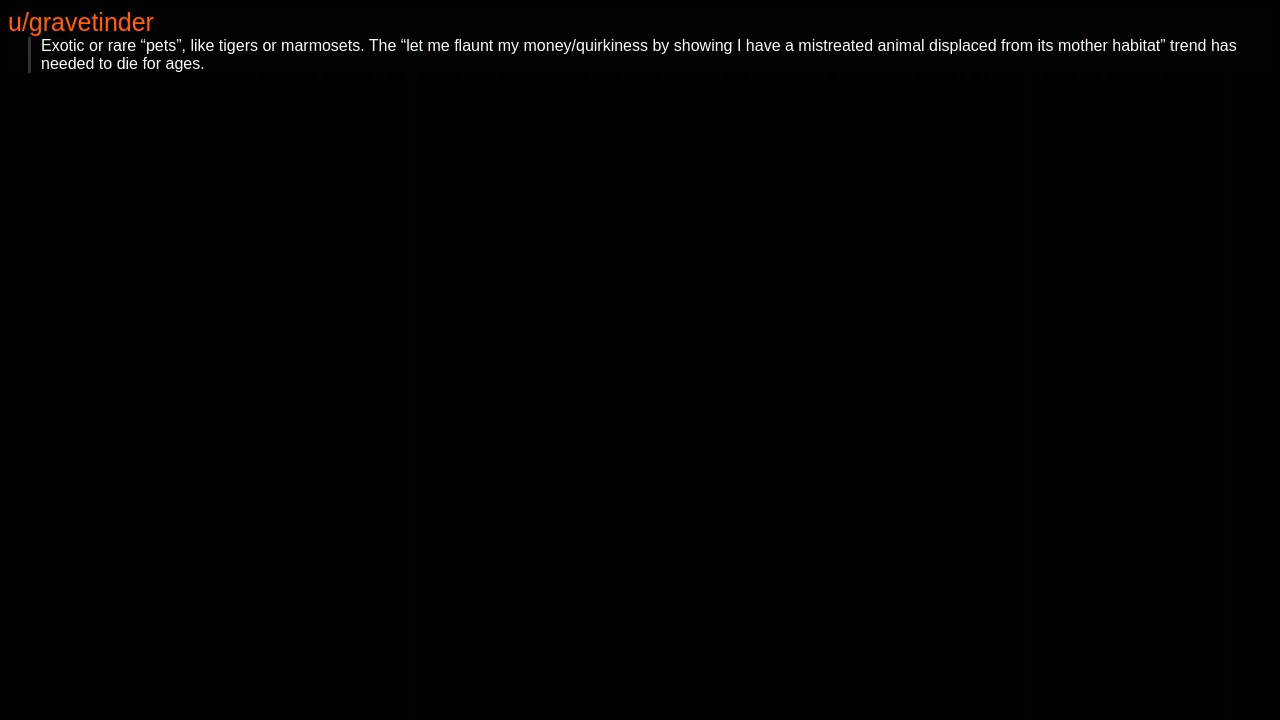 u/gravetinder
Exotic or rare “pets”, like tigers or marmosets. The “let me flaunt my money/quirkiness by showing I have a mistreated animal displaced from its mother habitat” trend has
needed to die for ages.